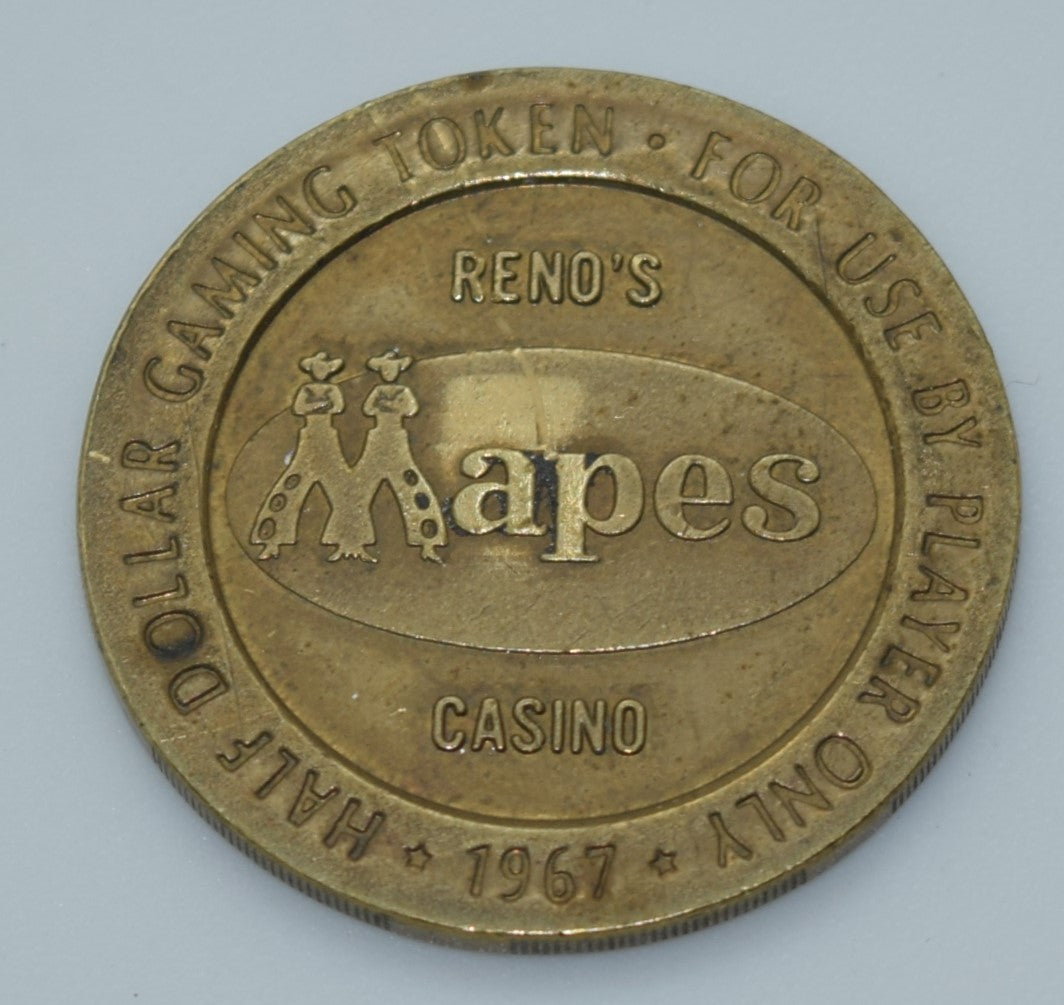 HALF DOLLAR GAMING TOKEN · FOR USE BY PLAYER ONLY
RENO'S
Mapes
CASINO
☆ 1967 ☆